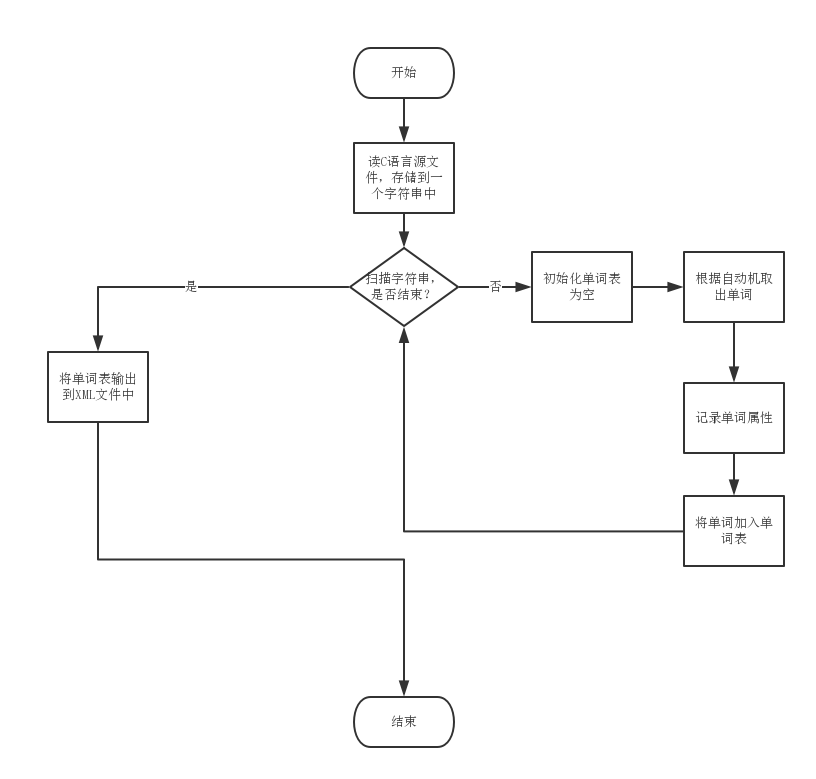 开始
读C语言源文
件，存储到一
个字符串中
扫描字符串，
是否结束？
是
否
初始化单词表
为空
根据自动机取
出单词
将单词表输出
到XML文件中
记录单词属性
将单词加入单
词表
结束